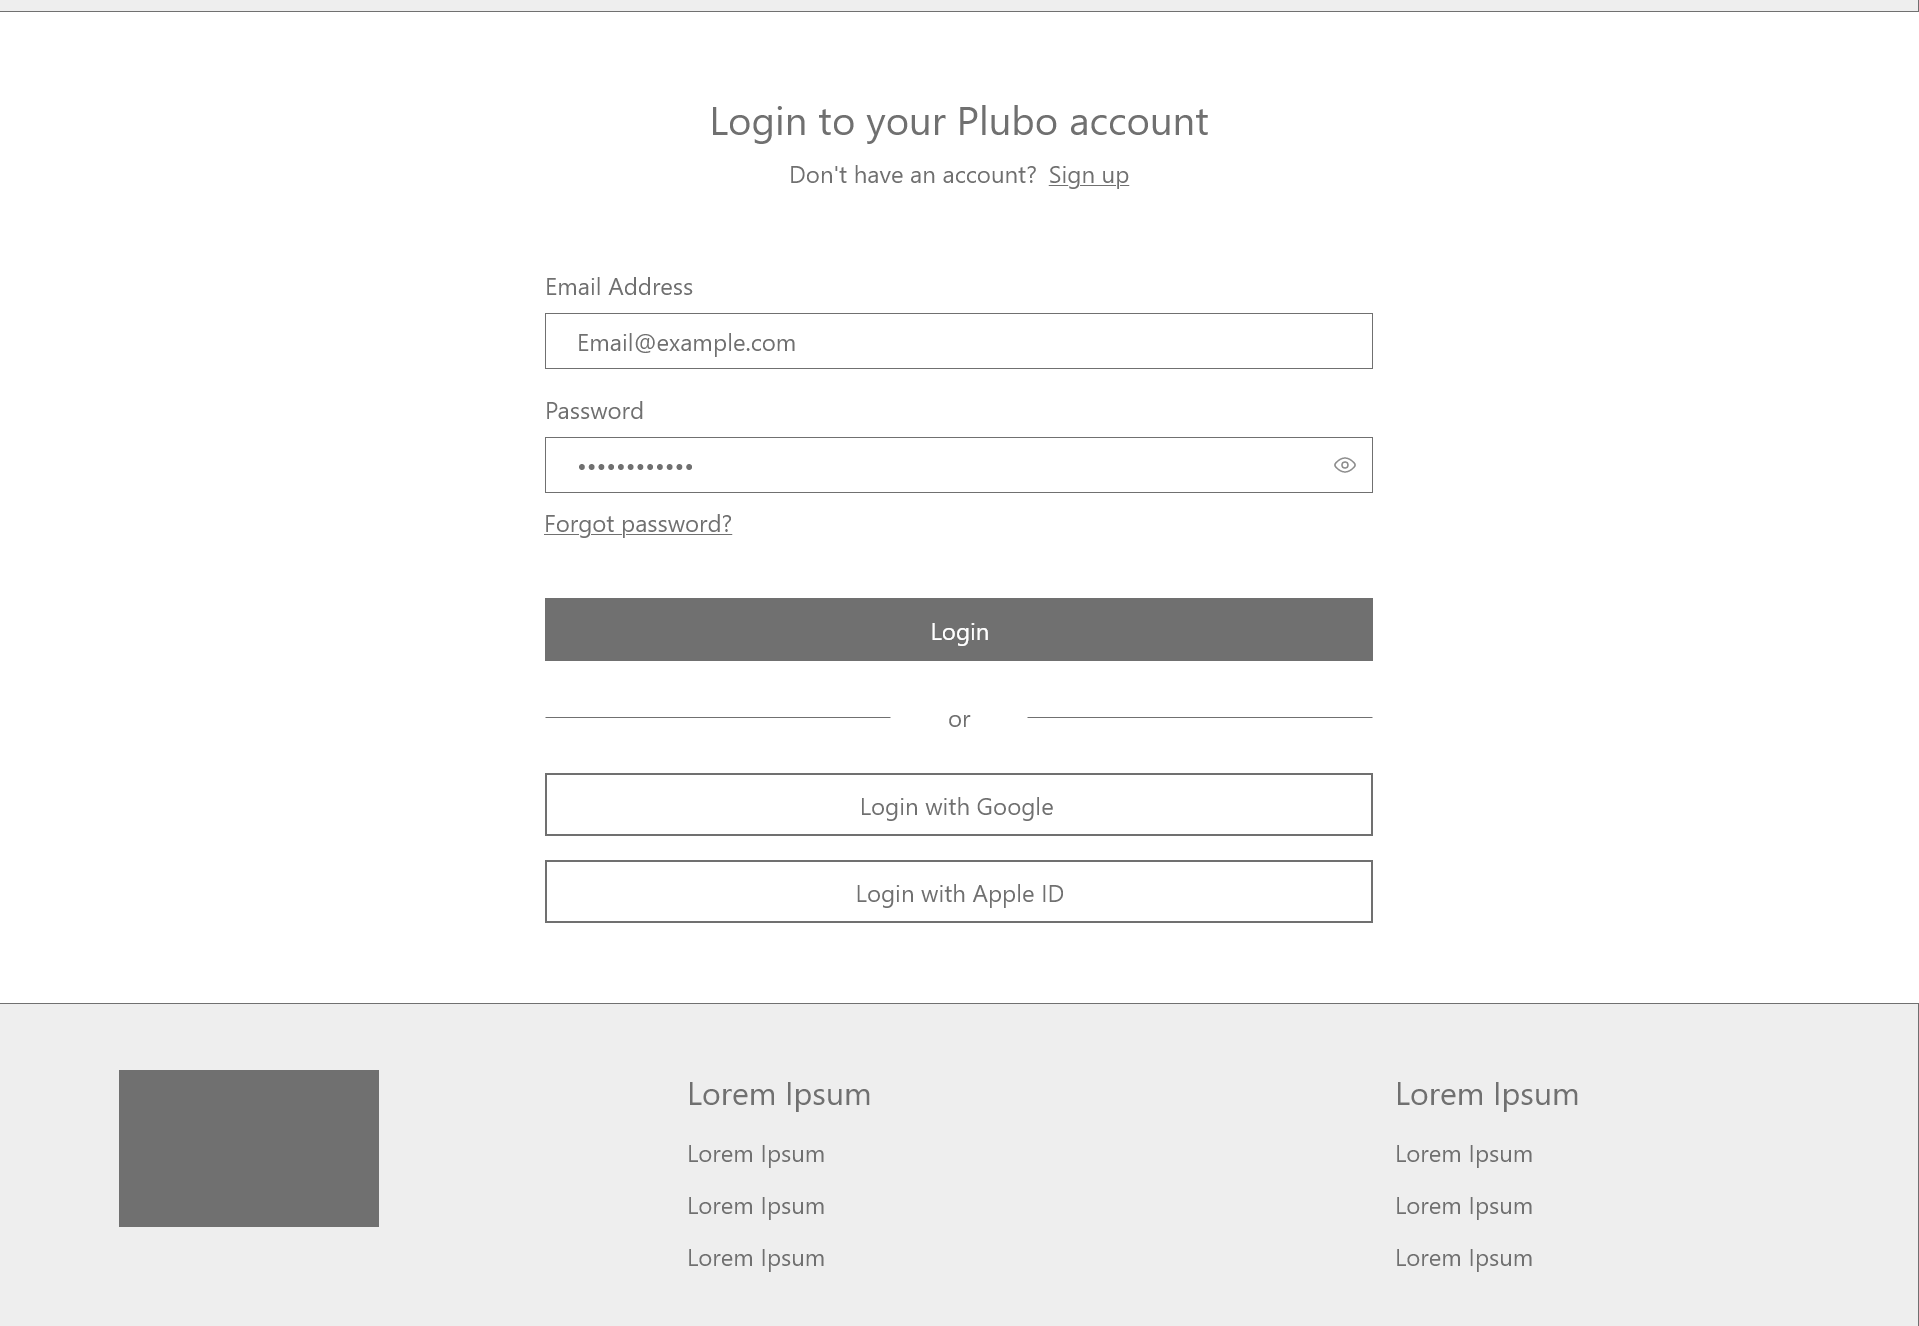 Login to your Plubo account
Don't have an account? Sign up
Email Address
Email@example.com
Password
••••••••••••
Forgot password?
Login
or
Login with Google
Login with Apple ID
Lorem Ipsum
Lorem Ipsum
Lorem Ipsum
Lorem Ipsum
Lorem Ipsum
Lorem Ipsum
Lorem Ipsum
Lorem Ipsum